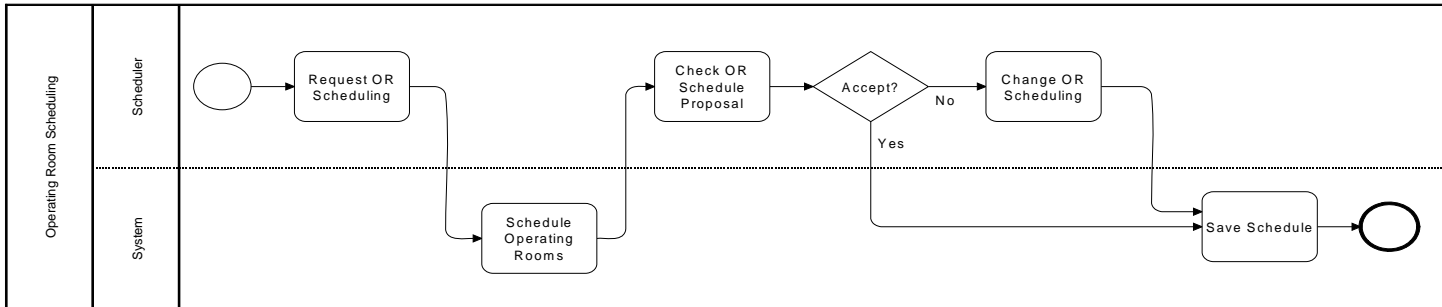 Operating Room Scheduling
Scheduler
System
Request OR
Scheduling
Schedule
Operating
Rooms
Check OR
Schedule
Proposal
Accept?
No
Yes
Change OR
Scheduling
Save Schedule